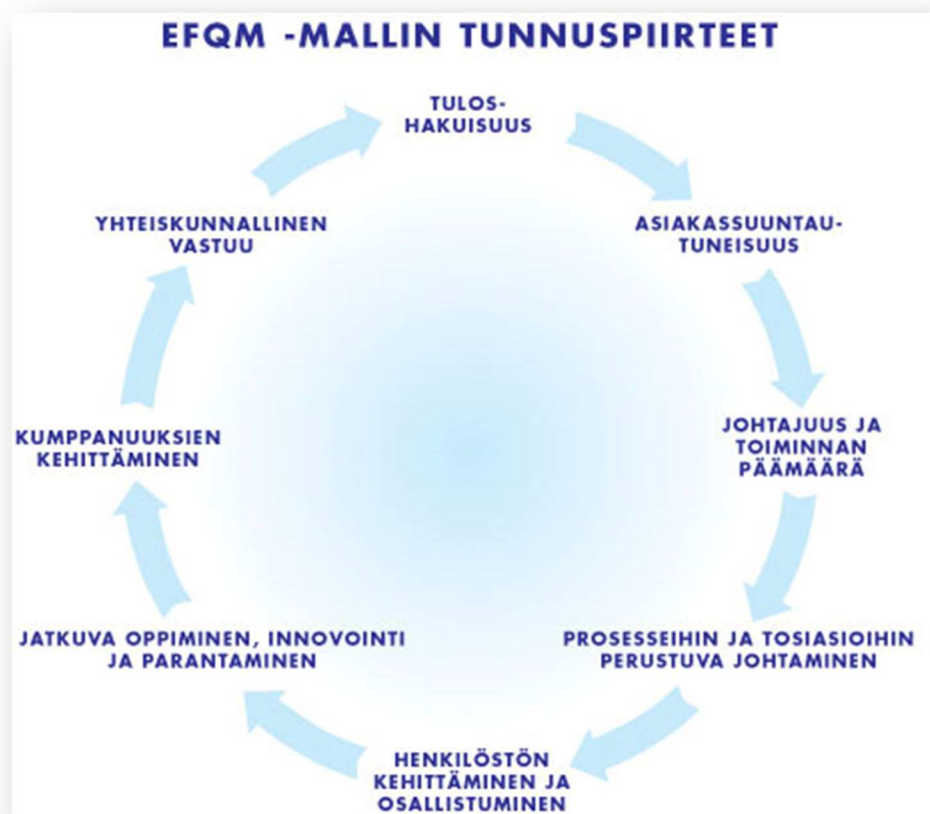 EFQM -MALLIN TUNNUSPIIRTEET
TULOS-
HAKUISUUS
ASIAKASSUUNTAU-
TUNEISUUS
JOHTAJUUS JA
TOIMINNAN
PÄÄMÄÄRÄ
PROSESSEIHIN JA TOSIASIOIHIN
PERUSTUVA JOHTAMINEN
HENKILÖSTÖN
KEHITTÄMINEN JA
OSALLISTUMINEN
JATKUVA OPPIMINEN, INNOVOINTI
JA PARANTAMINEN
KUMPPANUUKSIEN
KEHITTÄMINEN
YHTEISKUNNALLINEN
VASTUU